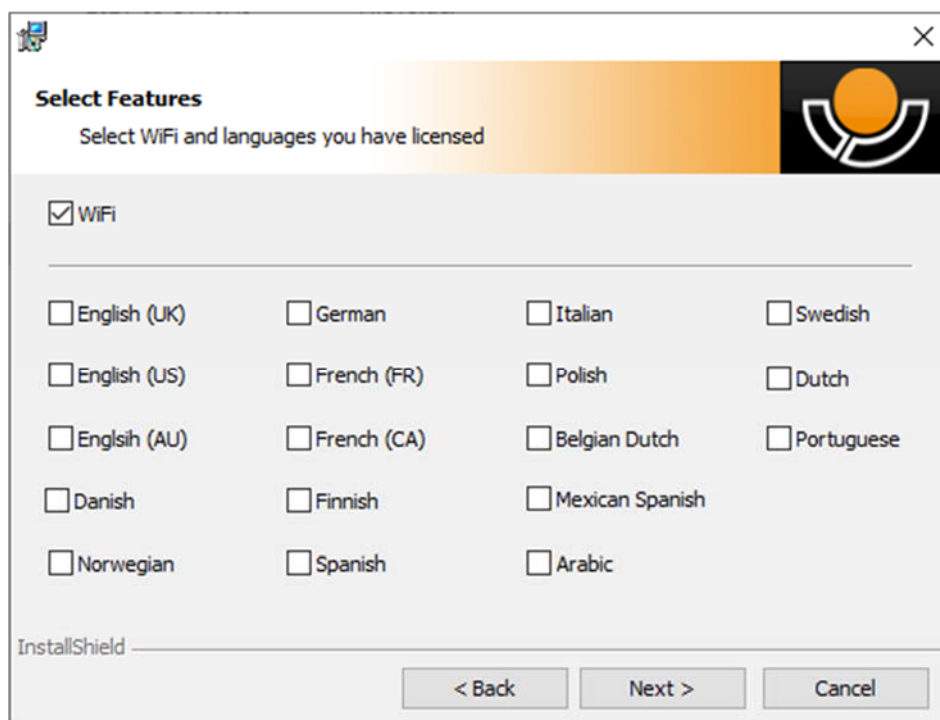 Select Features
Select WiFi and languages you have licensed
WiFi
English (UK) German Italian Swedish
English (US) French (FR) Polish Dutch
Englsih (AU) French (CA) Belgian Dutch Portuguese
Danish Finnish Mexican Spanish
Norwegian Spanish Arabic
InstallShield
< Back Next > Cancel